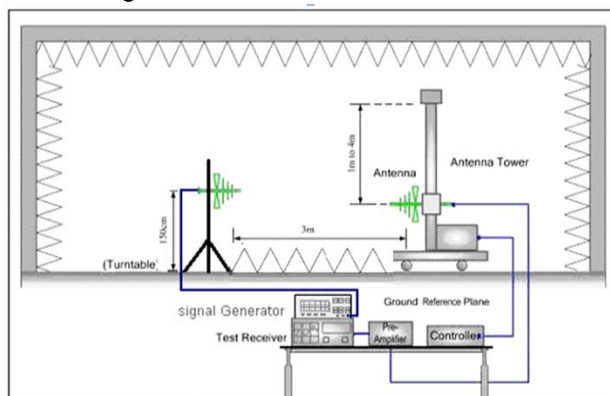 1m to 4m
Antenna
Antenna Tower
150cm
3m
(Turntable)
Ground Reference Plane
signal Generator
Test Receiver
Pre-
Amplifier
Controller